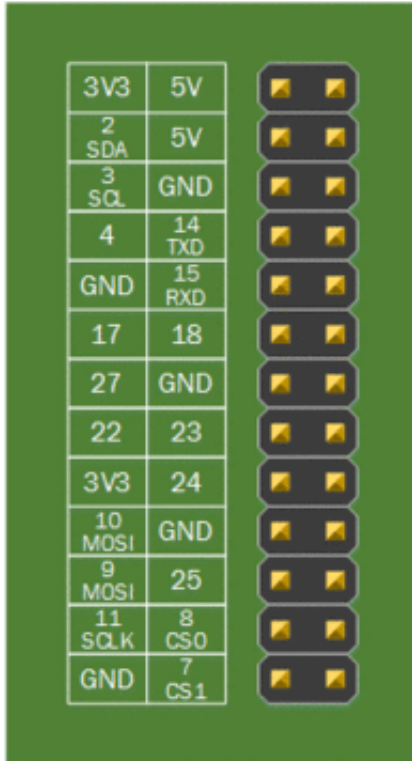 3V3 5V
2 SDA 5V
3 SCL GND
4 14 TXD
GND 15 RXD
17 18
27 GND
22 23
3V3 24
10 MOSI GND
9 MOSI 25
11 SCLK 8 CS0
GND 7 CS1